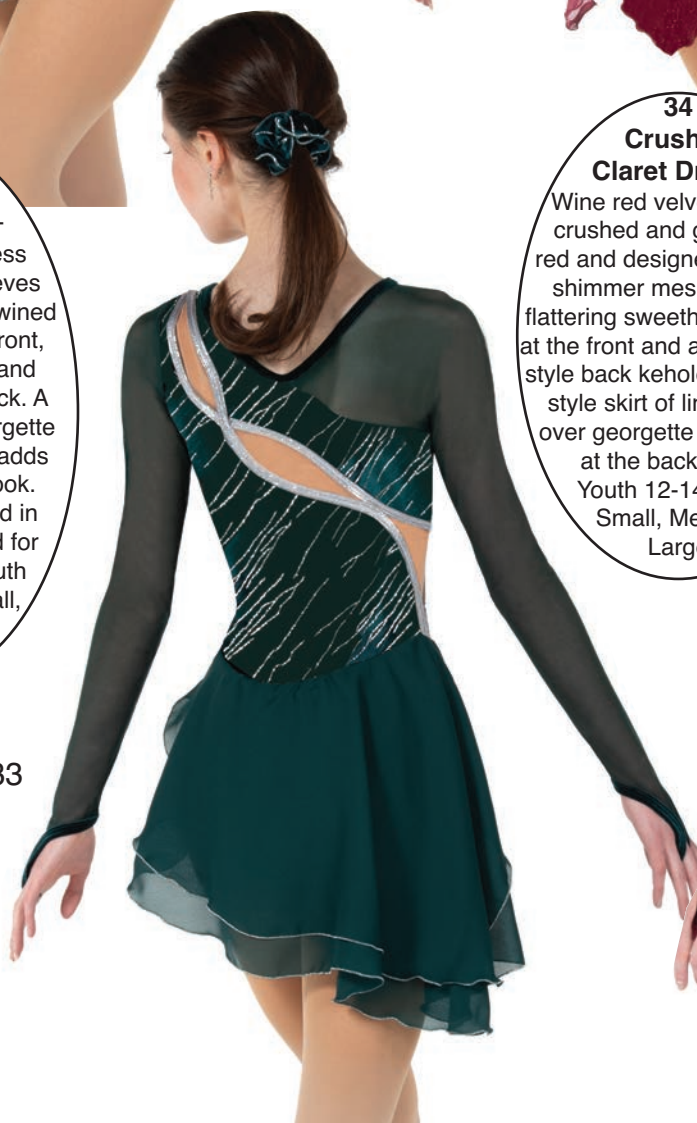 -
ess
eves
wined
ront,
and
ck. A
rgette
adds
ook.
d in
d for
uth
all,
33
34
Crush
Claret Dr
Wine red velv
crushed and g
red and designe
shimmer mes
flattering sweeth
at the front and a
style back kehol
style skirt of lin
over georgette
at the back
Youth 12-14
Small, Me
Larg